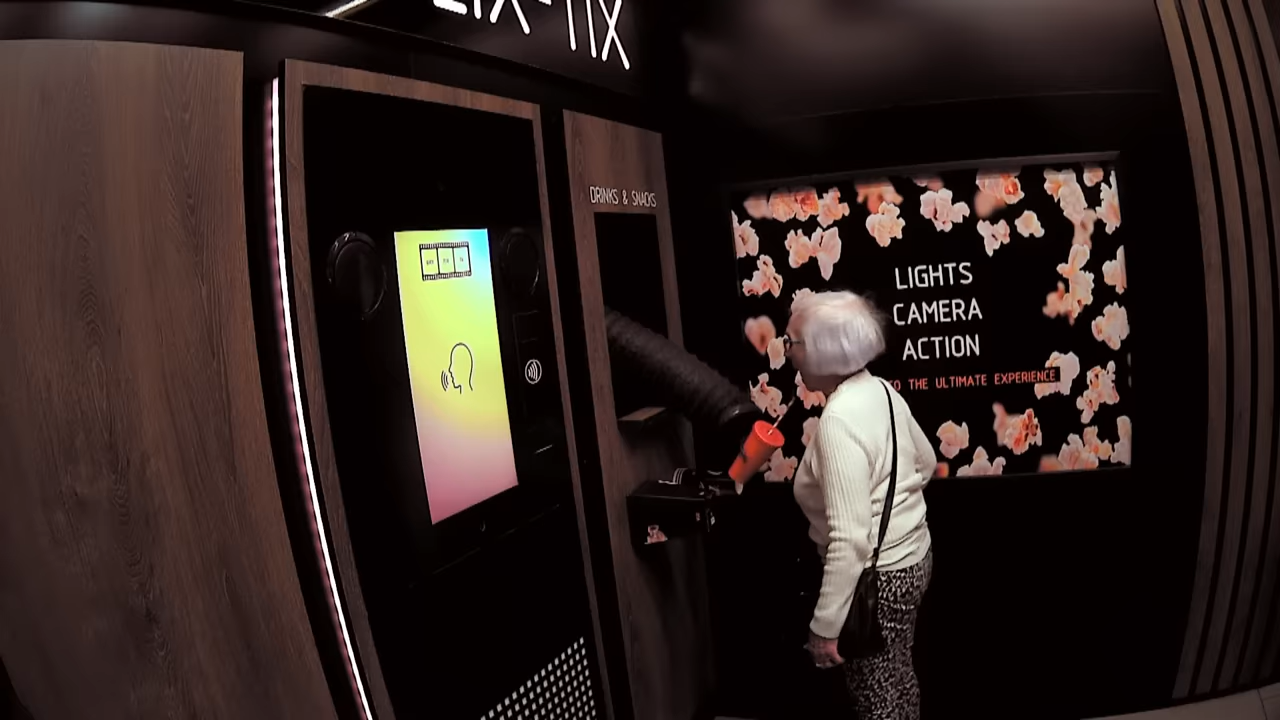 DRINKS & SNACKS
LIGHTS
CAMERA
ACTION
TO THE ULTIMATE EXPERIENCE